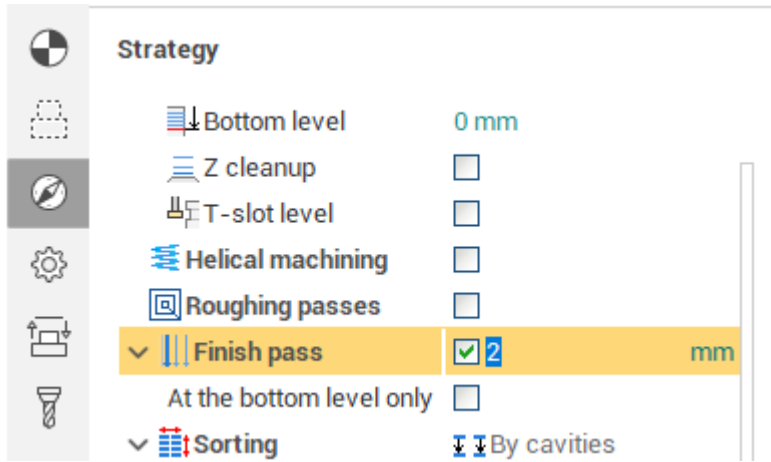 Strategy
Bottom level 0 mm
Z cleanup
T-slot level
Helical machining
Roughing passes
Finish pass 2 mm
At the bottom level only
Sorting By cavities